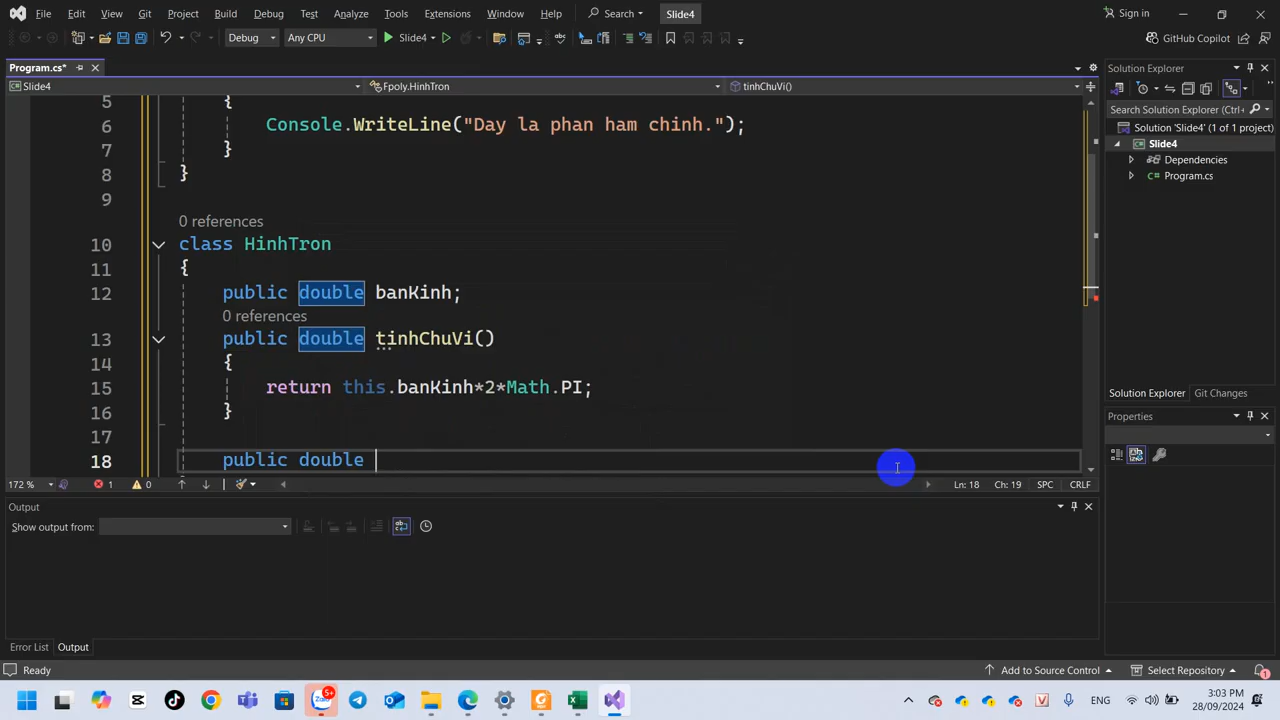 File Edit View Git Project Build Debug Test Analyze Tools Extensions Window Help Search Slide4 Sign in
Debug Any CPU Slide4 GitHub Copilot
Program.cs* Solution Explorer
Slide4 Fpoly.HinhTron tinhChuVi()
Search Solution Explorer (Ctrl+
Solution 'Slide4' (1 of 1 project)
Slide4
Dependencies
Program.cs
5 {
6 Console.WriteLine("Day la phan ham chinh.");
7 }
8 }
9
0 references
10 class HinhTron
11 {
12 public double banKinh;
0 references
13 public double tinhChuVi()
14 {
15 return this.banKinh*2*Math.PI;
16 }
17
18 public double
Solution Explorer Git Changes
Properties
172 % 1 0 Ln: 18 Ch: 19 SPC CRLF
Output
Show output from:
Error List Output
Ready Add to Source Control Select Repository 1
Zalo 5+ ENG 3:03 PM
28/09/2024